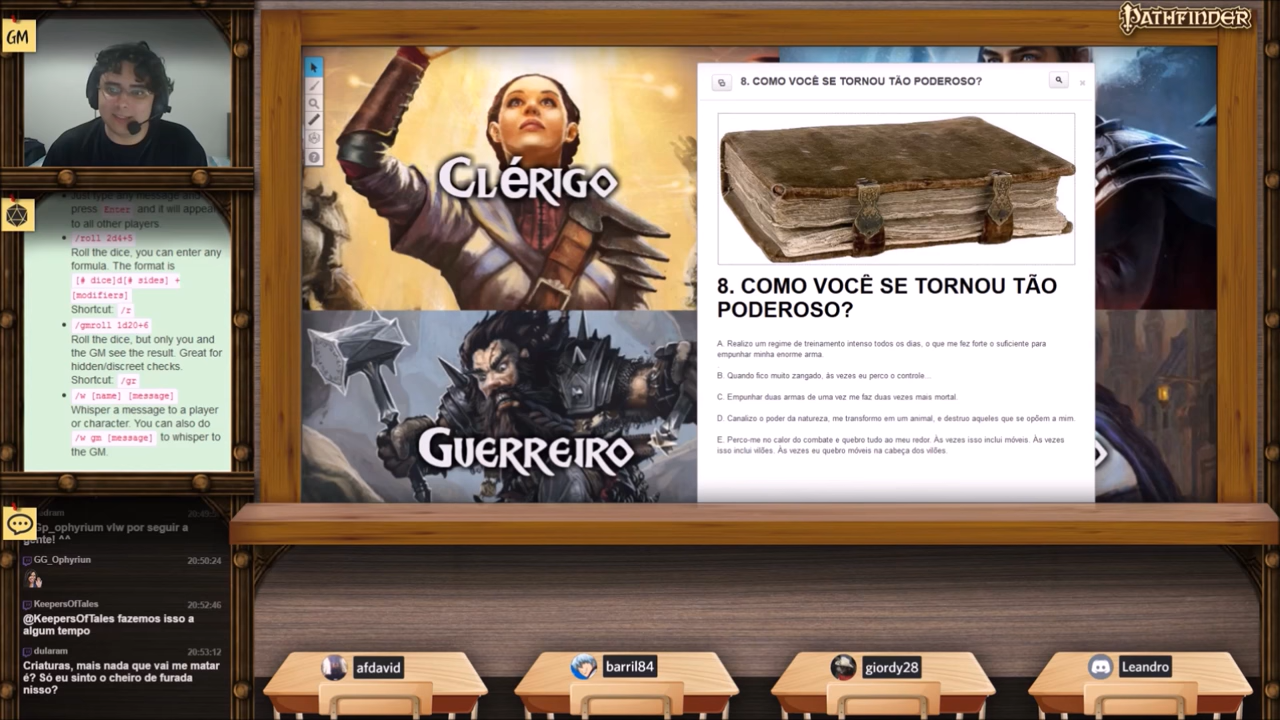 GM
Just type any message and
press Enter and it will appear
to all other players.
/roll 2d4+5
Roll the dice, you can enter any
formula. The format is
[# dice]d[# sides] +
[modifiers]
Shortcut: /r
/gmroll 1d20+6
Roll the dice, but only you and
the GM see the result. Great for
hidden/discreet checks.
Shortcut: /gr
/w [name] [message]
Whisper a message to a player
or character. You can also do
/w gm [message] to whisper to
the GM.
Gp_ophyrium vlw por seguir a
gente! ^^
GG_Ophyriun 20:50:24
KeepersOfTales 20:52:46
@KeepersOfTales fazemos isso a
algum tempo
dularam 20:53:12
Criaturas, mais nada que vai me matar
é? Só eu sinto o cheiro de furada
nisso?
PATHFINDER
CLÉRIGO
GUERREIRO
8. COMO VOCÊ SE TORNOU TÃO PODEROSO?
8. COMO VOCÊ SE TORNOU TÃO
PODEROSO?
A. Realizo um regime de treinamento intenso todos os dias, o que me fez forte o suficiente para
empunhar minha enorme arma.
B. Quando fico muito zangado, ás vezes eu perco o controle...
C. Empunhar duas armas de uma vez me faz duas vezes mais mortal.
D. Canalizo o poder da natureza, me transformo em um animal, e destruo aqueles que se opõem a mim.
E. Perco-me no calor do combate e quebro tudo ao meu redor. Às vezes isso inclui móveis. Às vezes
isso inclui vilões. Às vezes eu quebro móveis na cabeça dos vilões.
afdavid
barril84
giordy28
Leandro